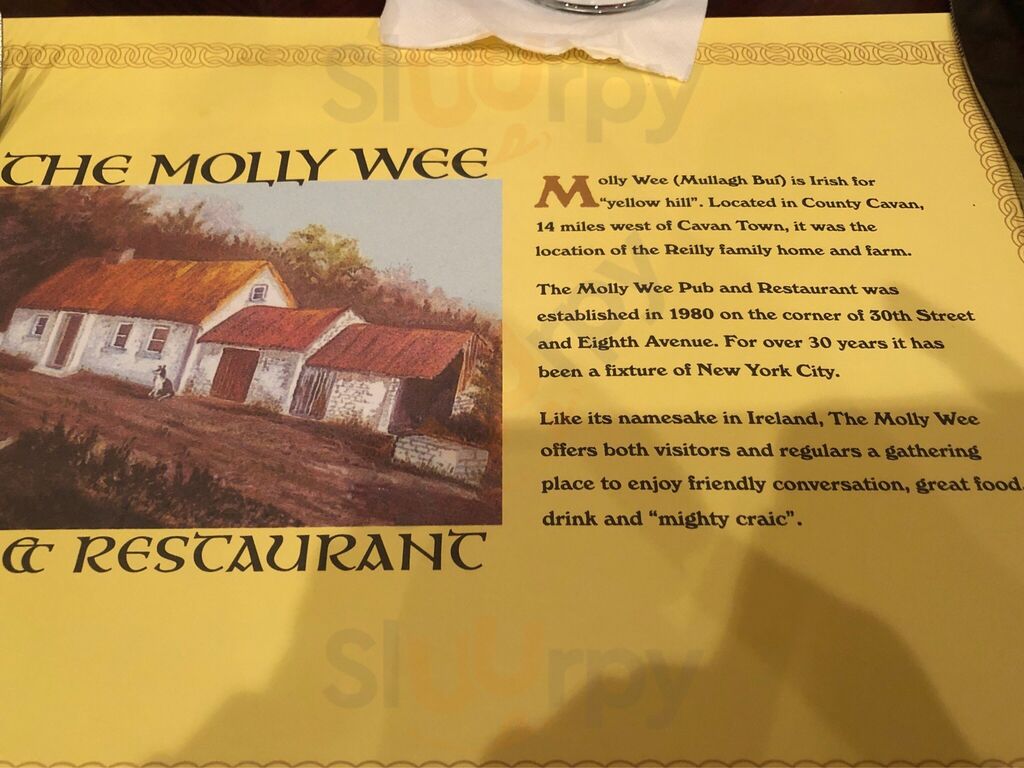 Sluurpy
THE MOLLY WEE
& RESTAURANT
Molly Wee (Mullagh Buí) is Irish for
"yellow hill". Located in County Cavan,
14 miles west of Cavan Town, it was the
location of the Reilly family home and farm.
The Molly Wee Pub and Restaurant was
established in 1980 on the corner of 30th Street
and Eighth Avenue. For over 30 years it has
been a fixture of New York City.
Like its namesake in Ireland, The Molly Wee
offers both visitors and regulars a gathering
place to enjoy friendly conversation, great food,
drink and "mighty craic".
Sluurpy
Sluurpy